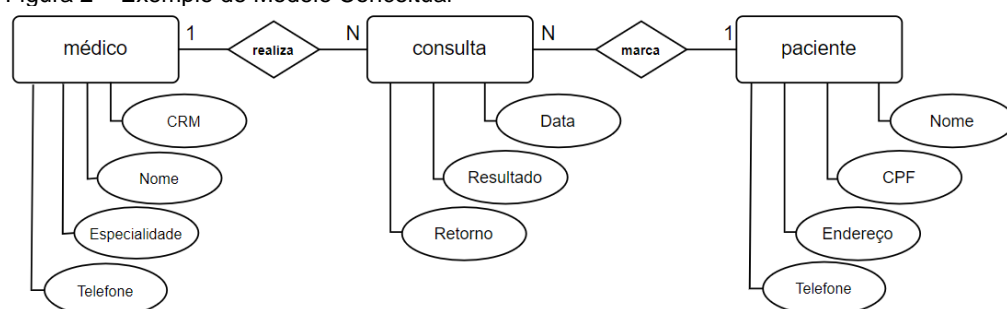 Figura 2 – Exemplo de Modelo Conceitual
médico 1 realiza N consulta N marca 1 paciente
CRM
Nome
Especialidade
Telefone
Data
Resultado
Retorno
Nome
CPF
Endereço
Telefone